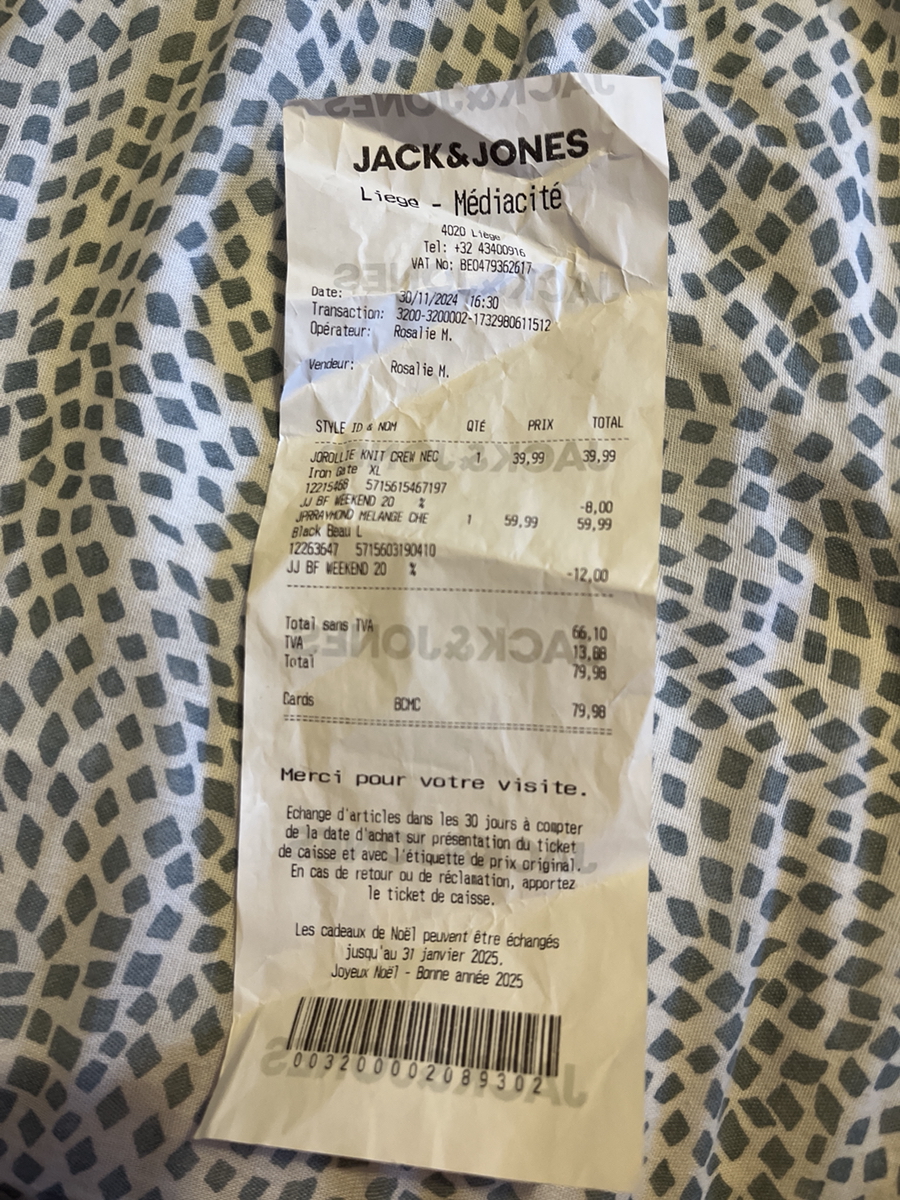 JACK&JONES
Liege - Médiacité
4020 Liège
Tel: +32 43400916
VAT No: BE0479362617
Date: 30/11/2024 16:30
Transaction: 3200-3200002-1732980611512
Opérateur: Rosalie M.
Vendeur: Rosalie M.
STYLE ID & NOM QTÉ PRIX TOTAL
JOROLLIE KNIT CREW NEC 1 39,99 39,99
Iron Gate XL
12215468 5715615467197
JJ BF WEEKEND 20 % -8,00
JPRRAYMOND MELANGE CHE 1 59,99 59,99
Black Beau L
12263647 5715603190410
JJ BF WEEKEND 20 % -12,00
Total sans TVA 66,10
TVA 13,88
Total 79,98
Cards BCMC 79,98
Merci pour votre visite.
Echange d'articles dans les 30 jours à compter
de la date d'achat sur présentation du ticket
de caisse et avec l'étiquette de prix original.
En cas de retour ou de réclamation, apportez
le ticket de caisse.
Les cadeaux de Noël peuvent être échangés
jusqu'au 31 janvier 2025.
Joyeux Noël - Bonne année 2025
003200002089302